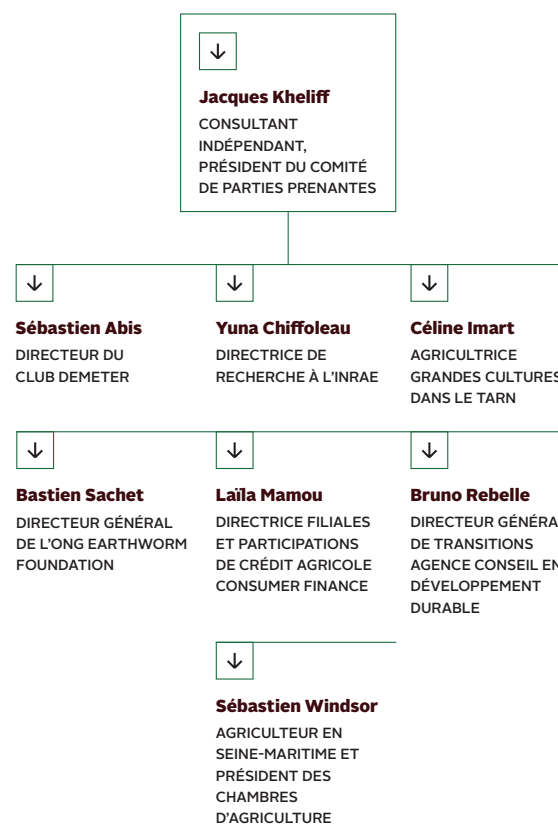 Jacques Kheliff
CONSULTANT
INDÉPENDANT,
PRÉSIDENT DU COMITÉ
DE PARTIES PRENANTES
Sébastien Abis
DIRECTEUR DU
CLUB DEMETER
Yuna Chiffoleau
DIRECTRICE DE
RECHERCHE À L'INRAE
Céline Imart
AGRICULTRICE
GRANDES CULTURES
DANS LE TARN
Bastien Sachet
DIRECTEUR GÉNÉRAL
DE L'ONG EARTHWORM
FOUNDATION
Laïla Mamou
DIRECTRICE FILIALES
ET PARTICIPATIONS
DE CRÉDIT AGRICOLE
CONSUMER FINANCE
Bruno Rebelle
DIRECTEUR GÉNÉRA
DE TRANSITIONS
AGENCE CONSEIL EN
DÉVELOPPEMENT
DURABLE
Sébastien Windsor
AGRICULTEUR EN
SEINE-MARITIME ET
PRÉSIDENT DES
CHAMBRES
D'AGRICULTURE